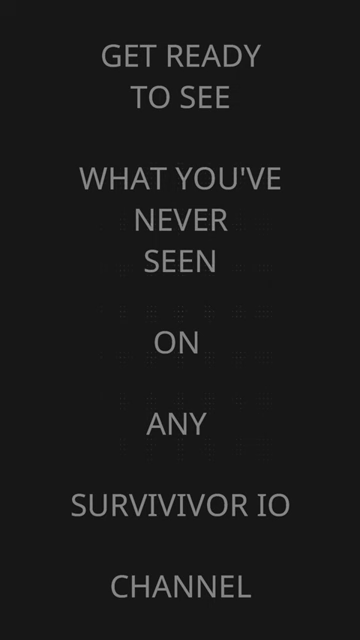 GET READY
TO SEE
WHAT YOU'VE
NEVER
SEEN
ON
ANY
SURVIVIVOR IO
CHANNEL